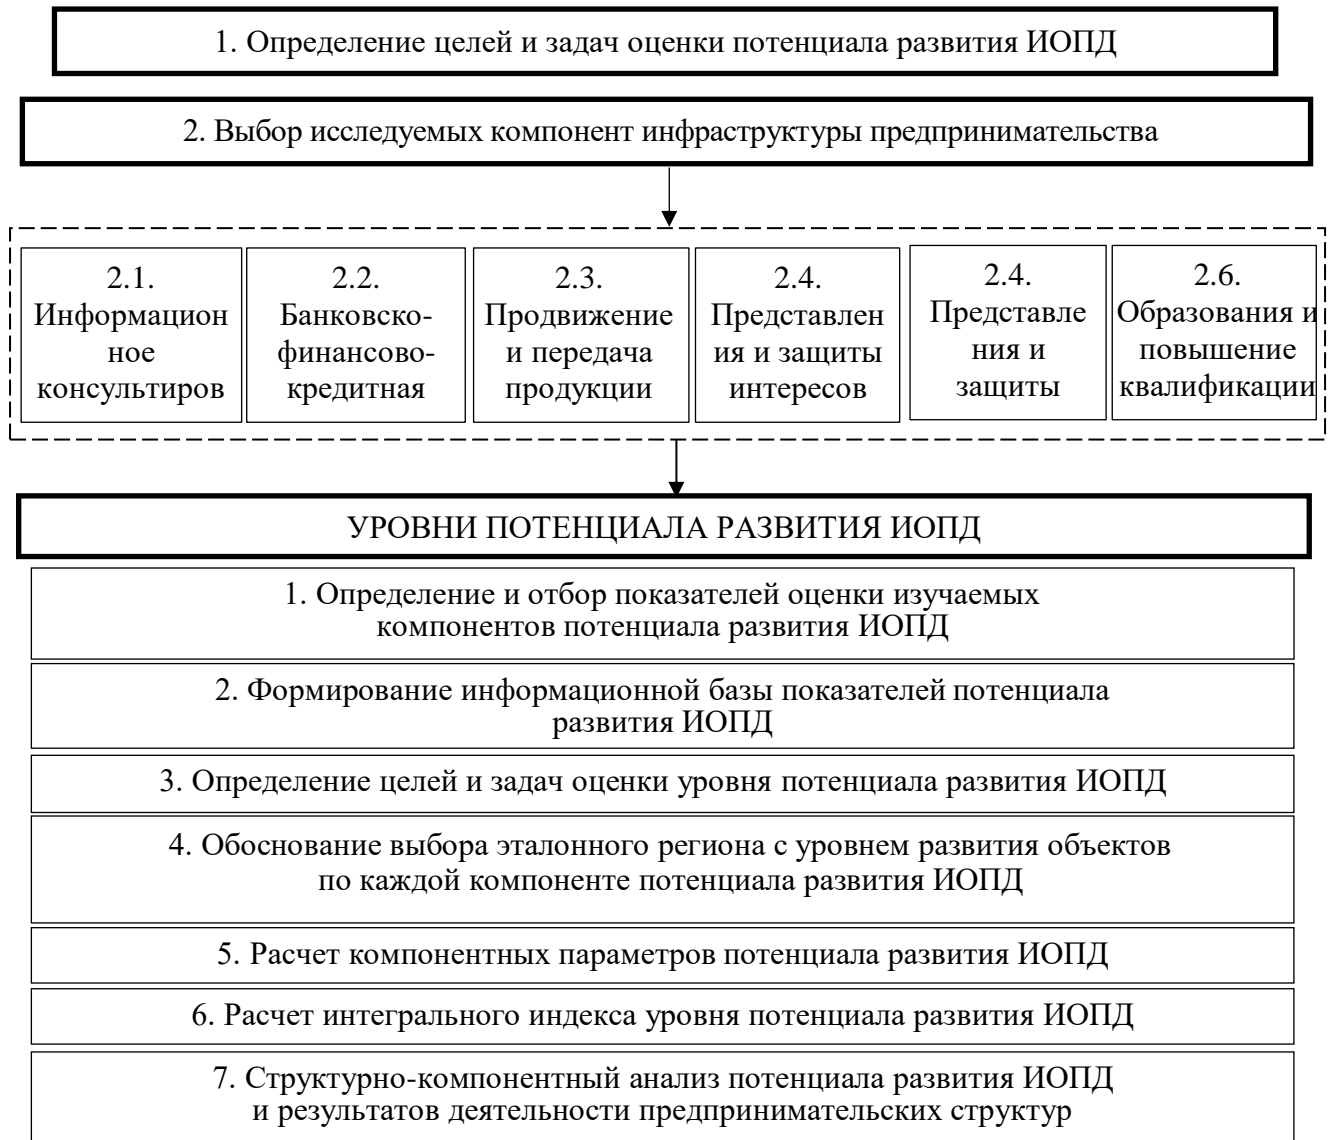 1. Определение целей и задач оценки потенциала развития ИОПД
2. Выбор исследуемых компонент инфраструктуры предпринимательства
2.1.
Информацион
ное
консультиров
2.2.
Банковско-
финансово-
кредитная
2.3.
Продвижение
и передача
продукции
2.4.
Представлен
ия и защиты
интересов
2.4.
Представле
ния и
защиты
2.6.
Образования и
повышение
квалификации
УРОВНИ ПОТЕНЦИАЛА РАЗВИТИЯ ИОПД
1. Определение и отбор показателей оценки изучаемых
компонентов потенциала развития ИОПД
2. Формирование информационной базы показателей потенциала
развития ИОПД
3. Определение целей и задач оценки уровня потенциала развития ИОПД
4. Обоснование выбора эталонного региона с уровнем развития объектов
по каждой компоненте потенциала развития ИОПД
5. Расчет компонентных параметров потенциала развития ИОПД
6. Расчет интегрального индекса уровня потенциала развития ИОПД
7. Структурно-компонентный анализ потенциала развития ИОПД
и результатов деятельности предпринимательских структур